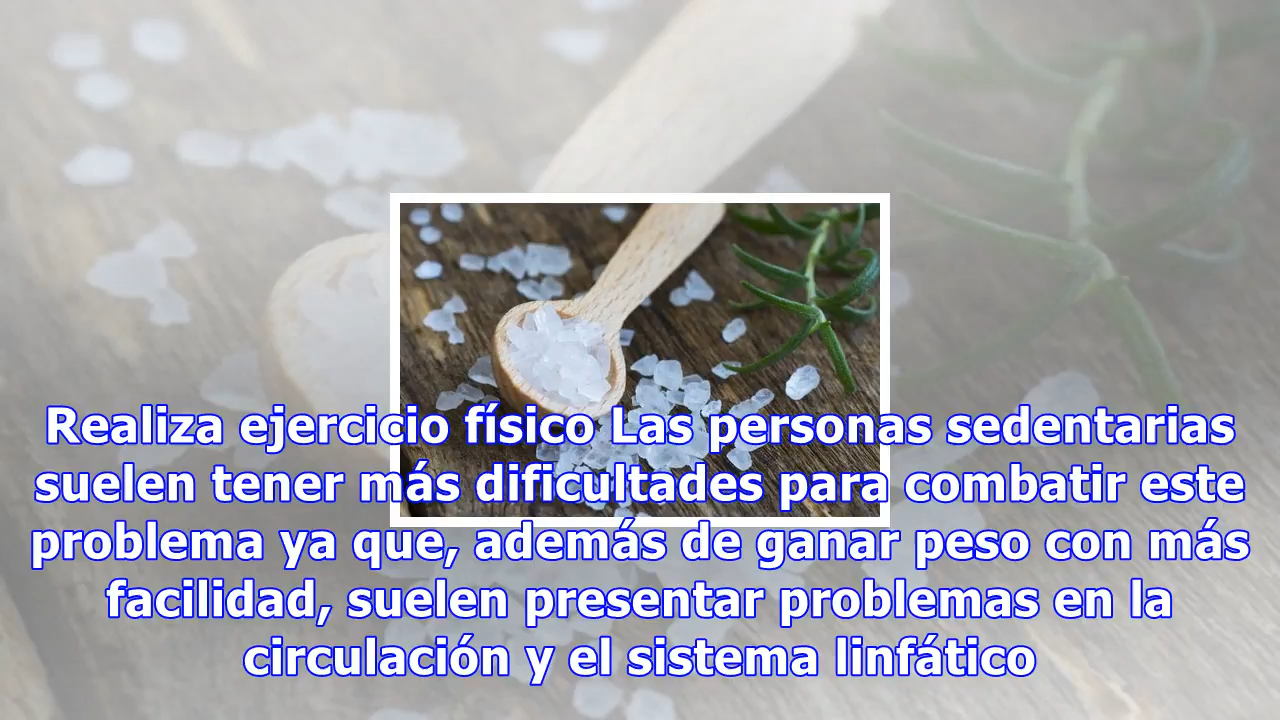 Realiza ejercicio físico Las personas sedentarias
suelen tener más dificultades para combatir este
problema ya que, además de ganar peso con más
facilidad, suelen presentar problemas en la
circulación y el sistema linfático